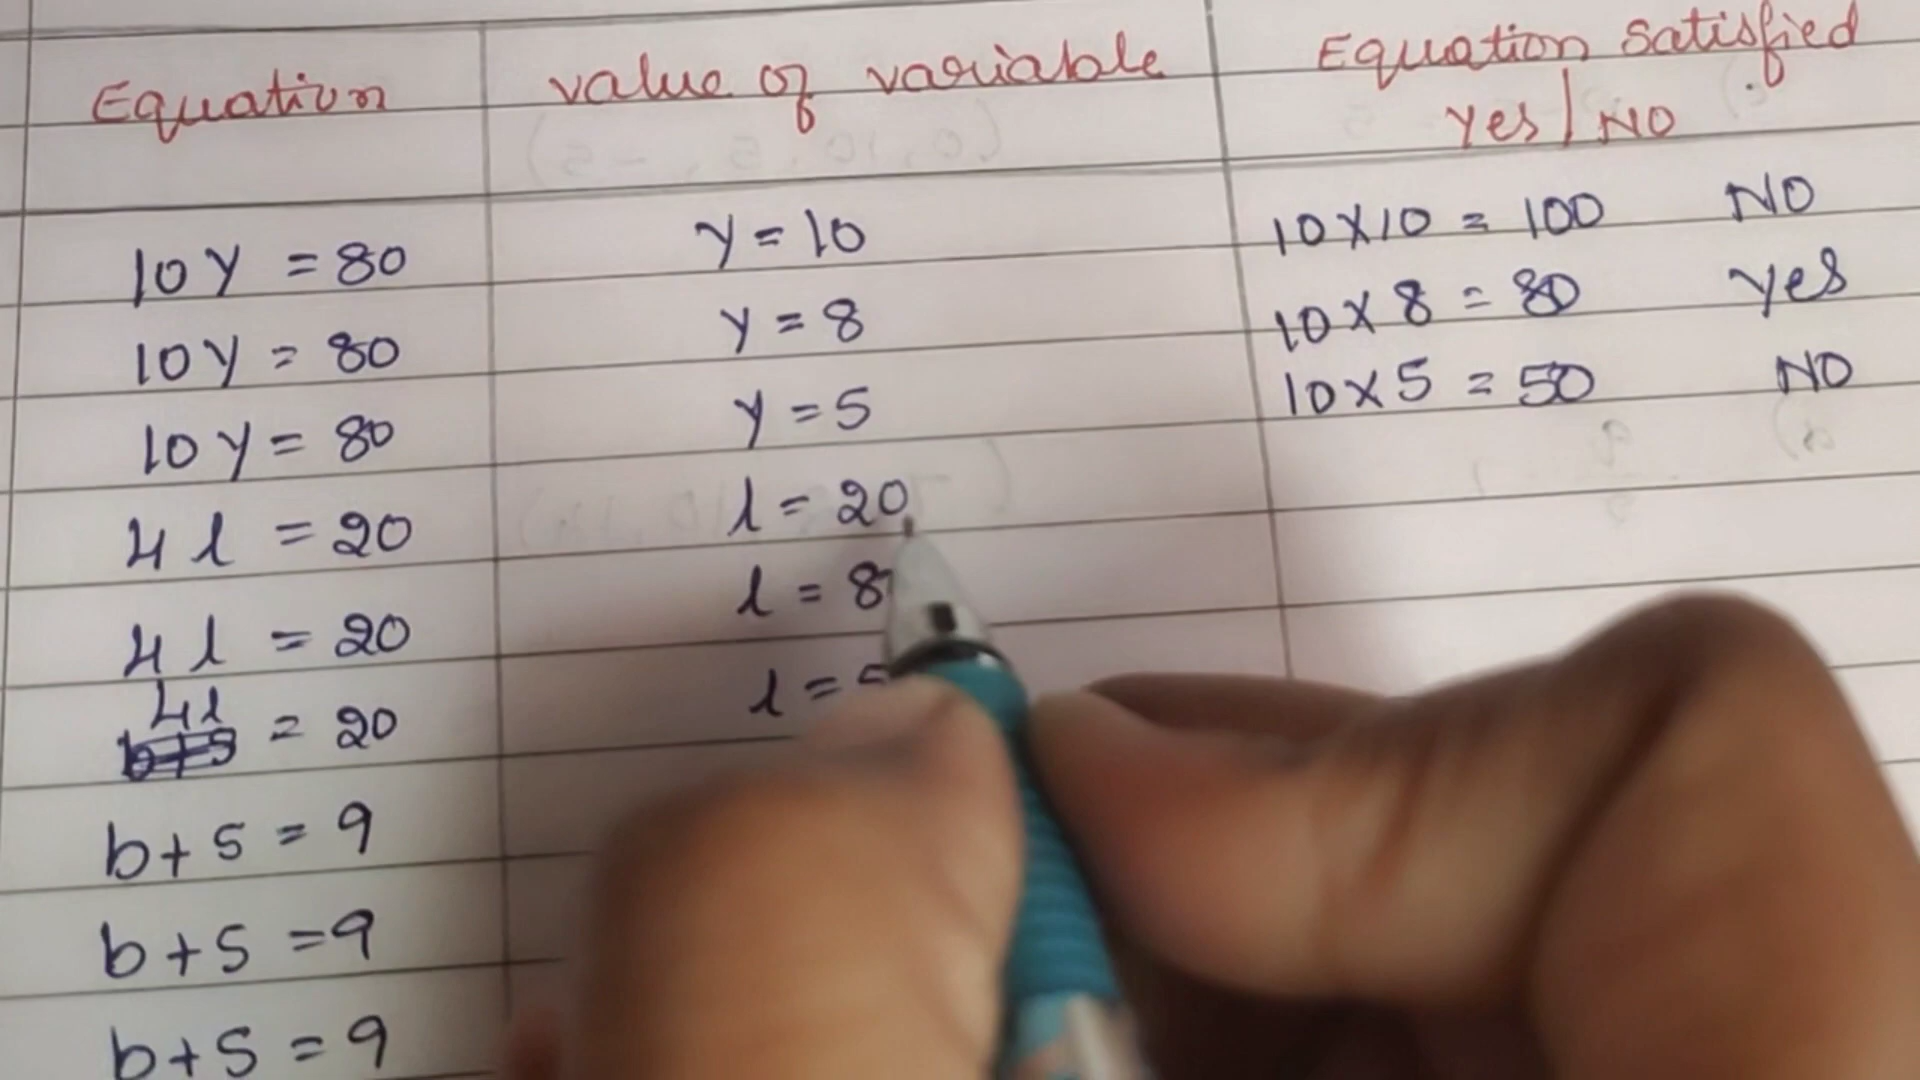 Equation value of variable Equation satisfied
Yes | NO
10y = 80 y = 10 10 x 10 = 100 NO
10y = 80 y = 8 10 x 8 = 80 yes
10y = 80 y = 5 10 x 5 = 50 NO
4l = 20 l = 20
4l = 20 l = 8
4l = 20 l =
b+5 = 9
b+5 = 9
b+5 = 9